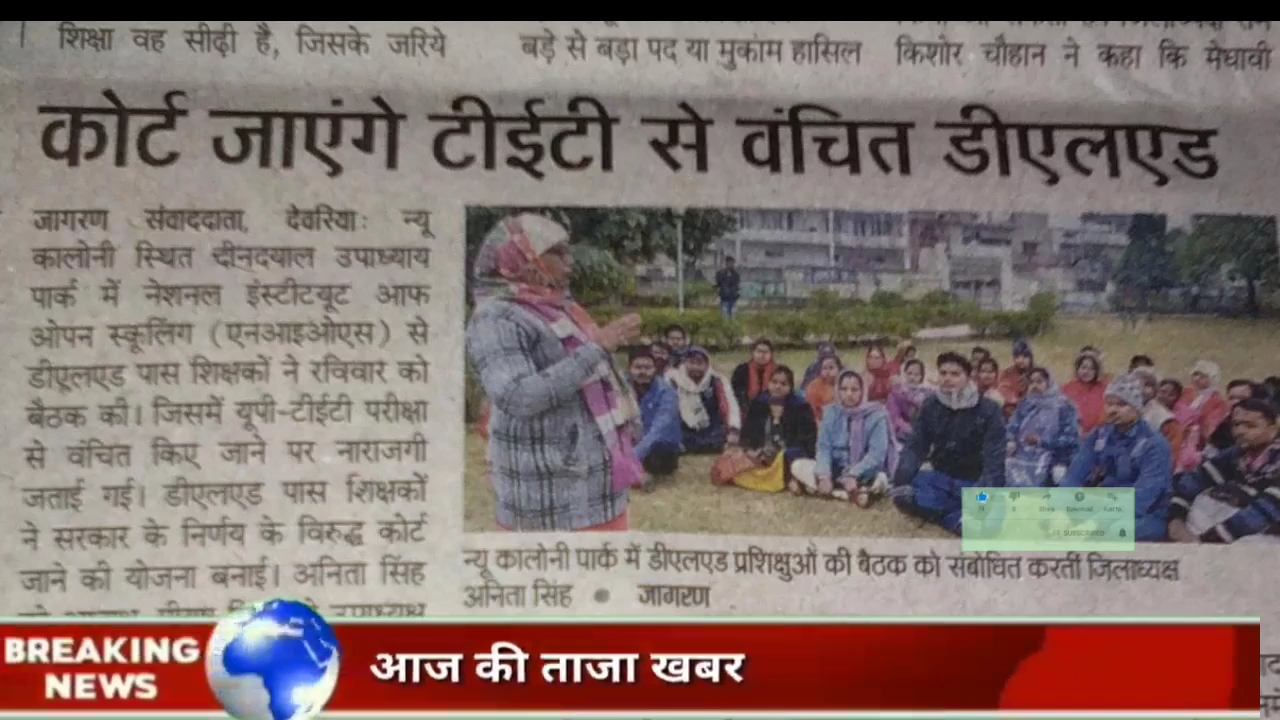 शिक्षा वह सीढ़ी है, जिसके जरिये
बड़े से बड़ा पद या मुकाम हासिल
किशोर चौहान ने कहा कि मेधावी
कोर्ट जाएंगे टीईटी से वंचित डीएलएड
जागरण संवाददाता, देवरिया: न्यू
कालोनी स्थित दीनदयाल उपाध्याय
पार्क में नेशनल इंस्टीट्यूट आफ
ओपन स्कूलिंग (एनआइओएस) से
डीएलएड पास शिक्षकों ने रविवार को
बैठक की। जिसमें यूपी-टीईटी परीक्षा
से वंचित किए जाने पर नाराजगी
जताई गई। डीएलएड पास शिक्षकों
ने सरकार के निर्णय के विरुद्ध कोर्ट
जाने की योजना बनाई। अनिता सिंह
न्यू कालोनी पार्क में डीएलएड प्रशिक्षुओं की बैठक को संबोधित करतीं जिलाध्यक्ष
अनिता सिंह ● जागरण
SUBSCRIBED
BREAKING
NEWS
आज की ताजा खबर